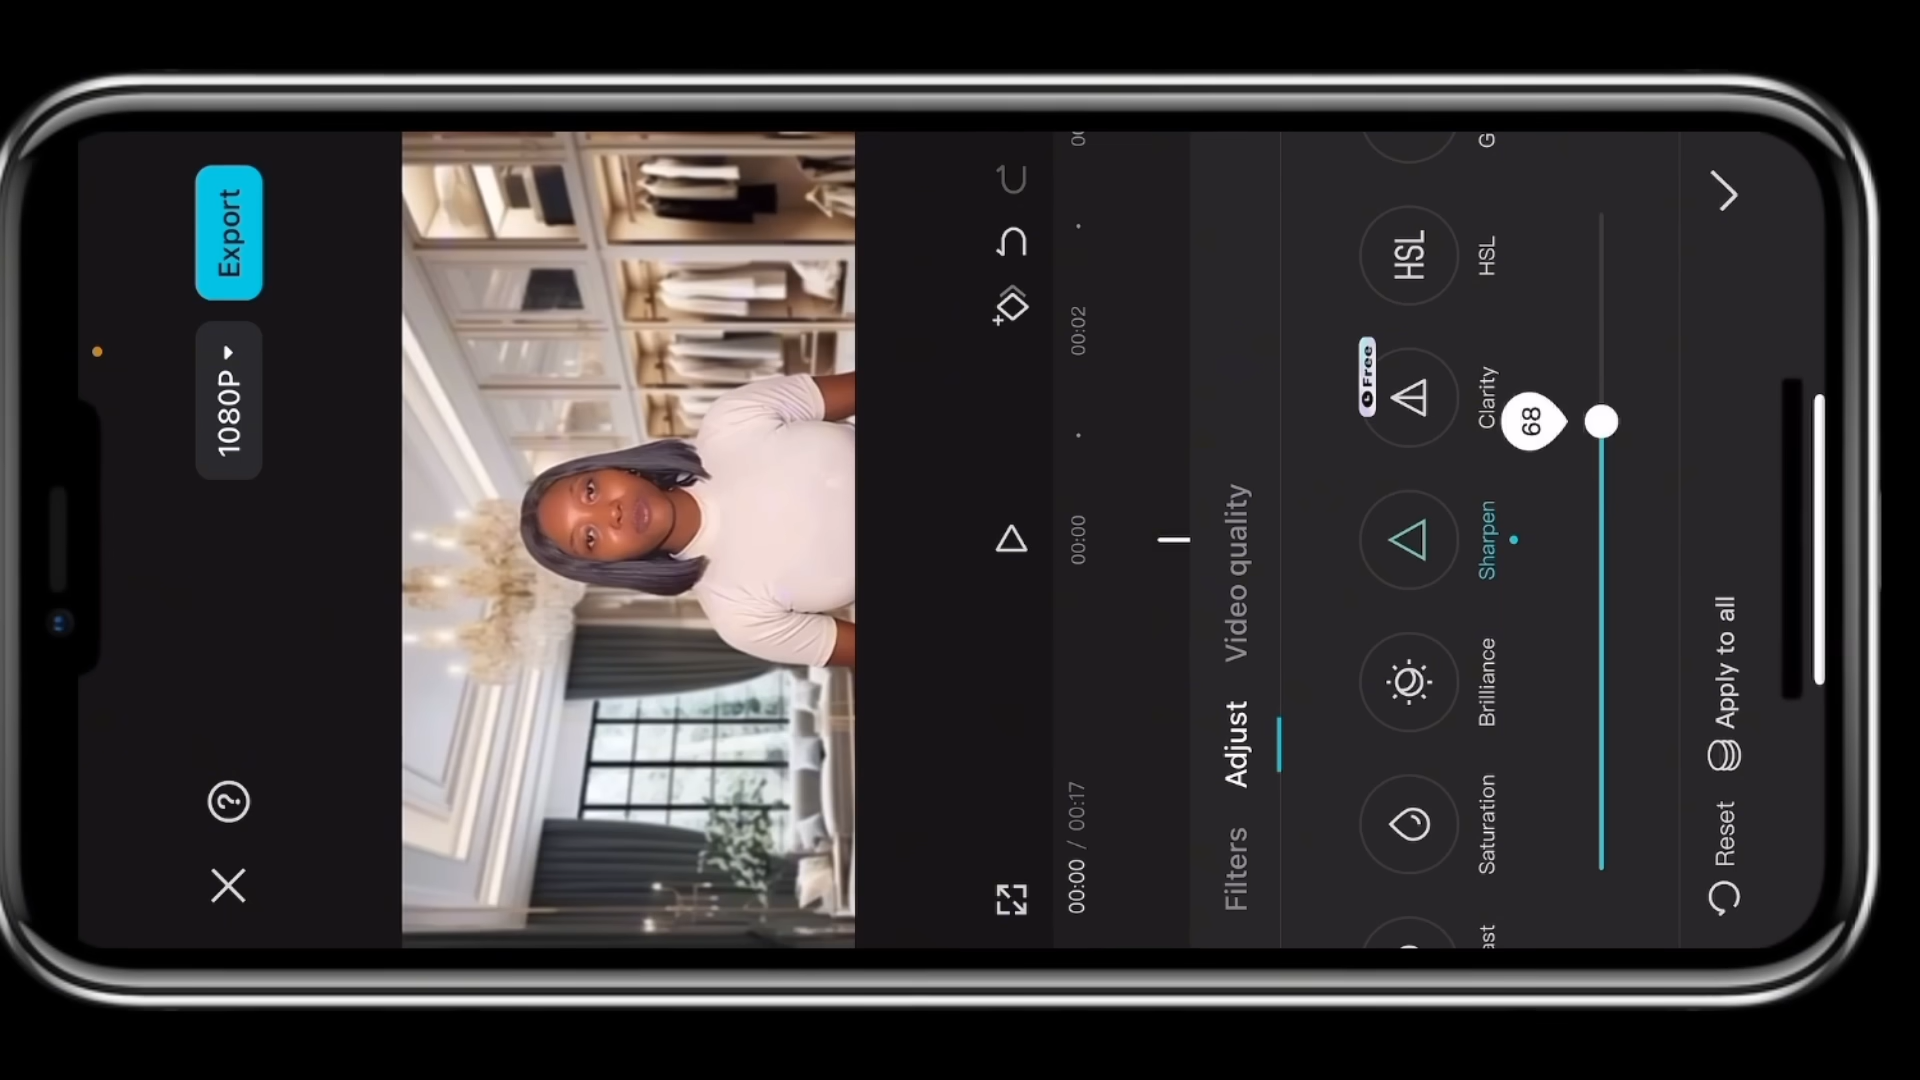 1080P
Export
00:00 / 00:17
00:00
00:02
Filters
Adjust
Video quality
Saturation
Brilliance
Sharpen
Clarity
Free
HSL
HSL
68
Reset
Apply to all